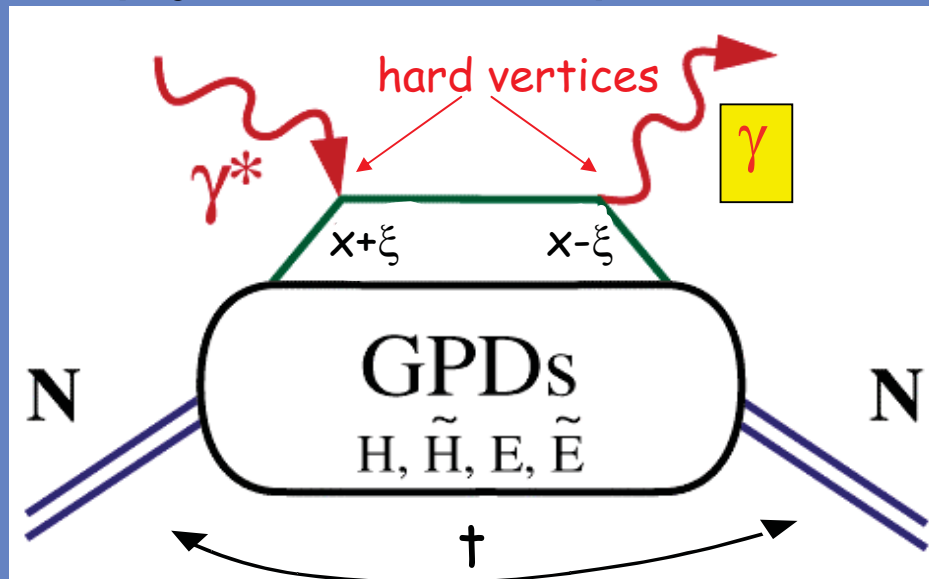 hard vertices
γ*
γ
x+ξ
x-ξ
N
GPDs
N
H, H̃, E, Ẽ
t